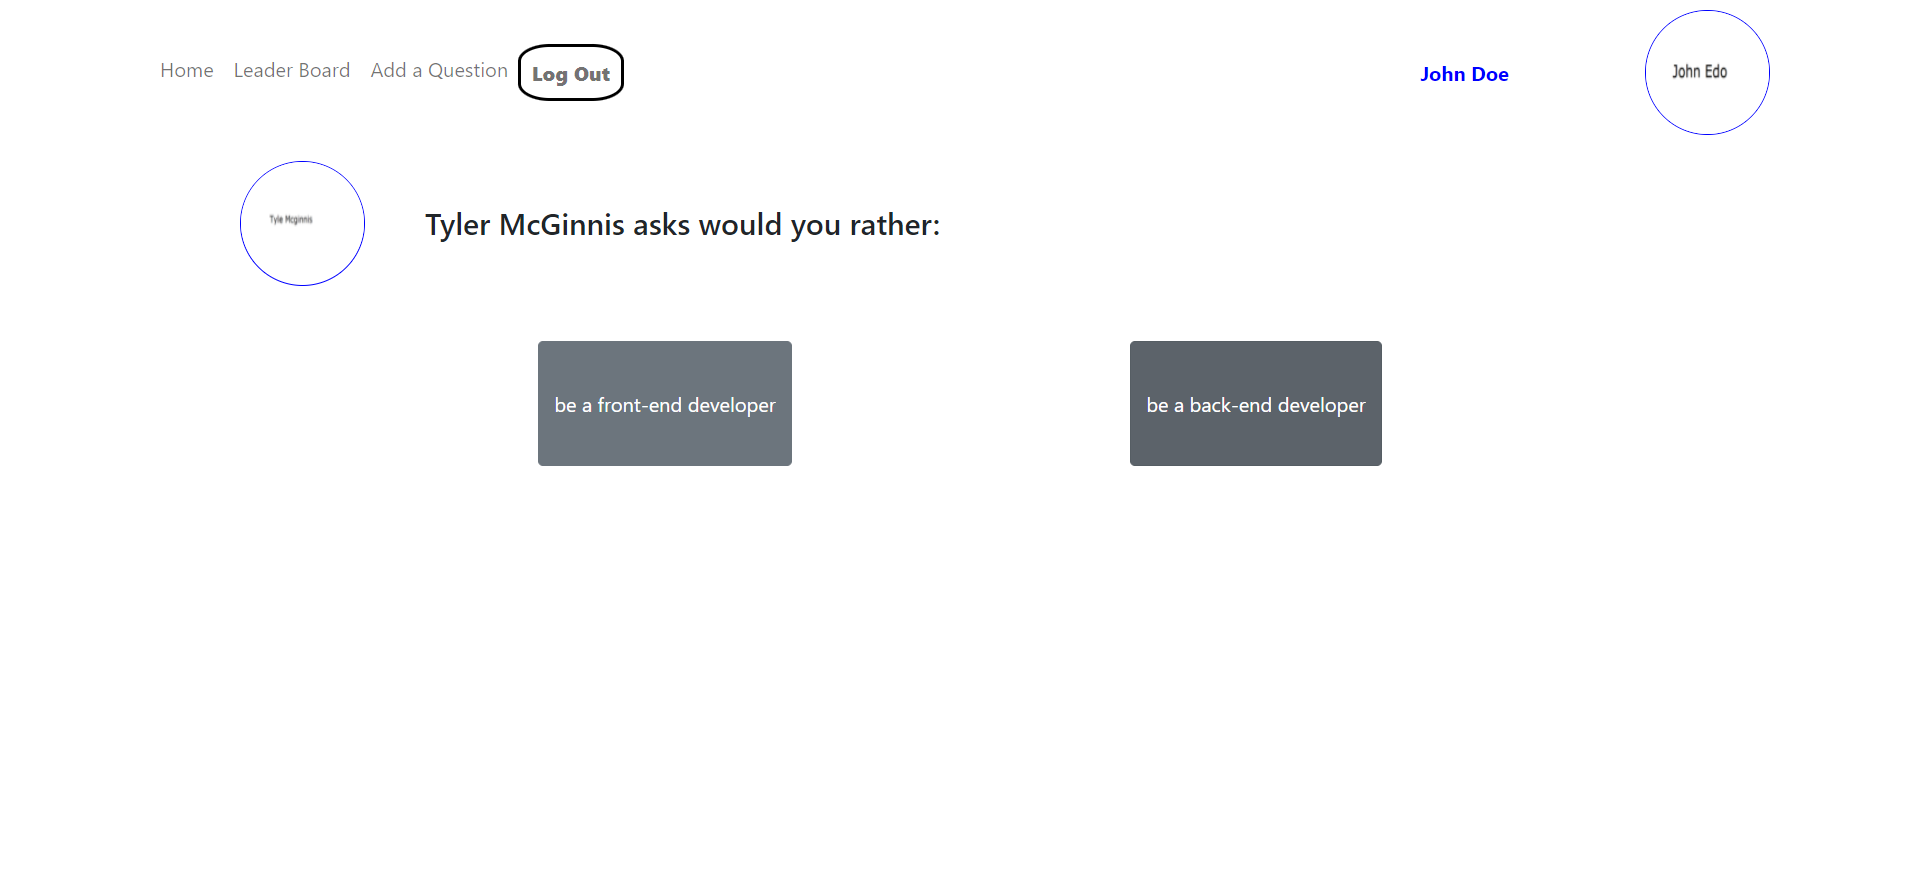 Home Leader Board Add a Question Log Out John Doe John Edo
Tyle Mcginnis Tyler McGinnis asks would you rather:
be a front-end developer be a back-end developer